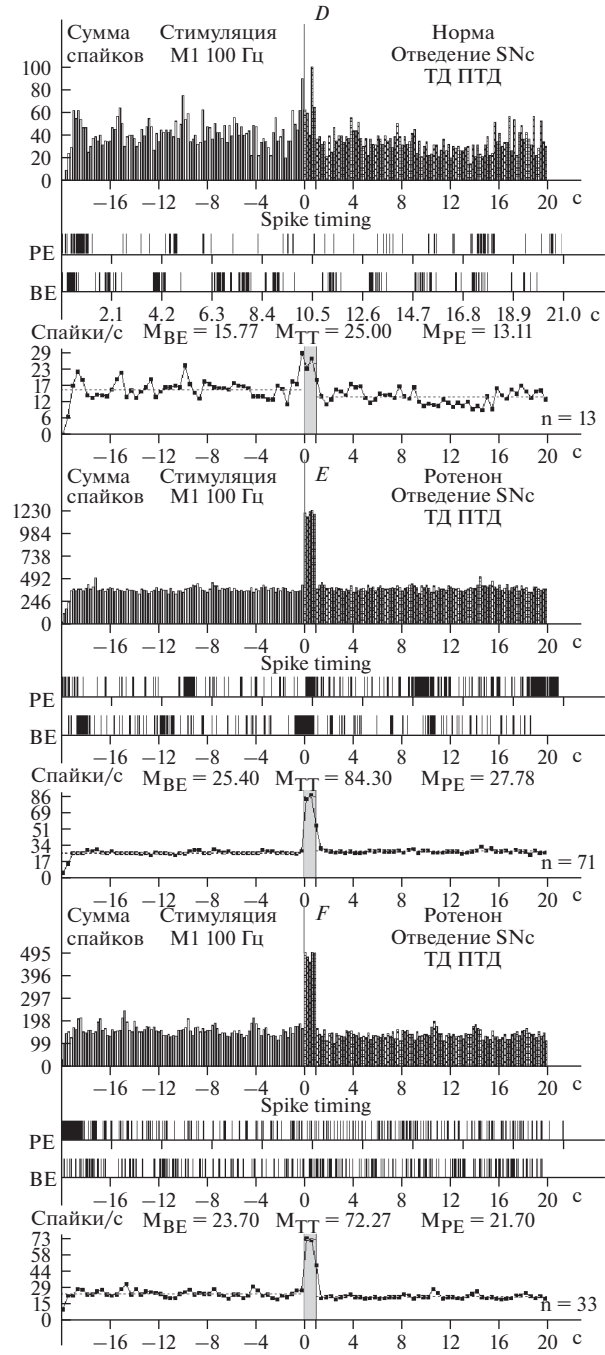 D
Сумма Стимуляция Норма
спайков М1 100 Гц Отведение SNc
ТД ПТД
100
80
60
40
20
0
−16 −12 −8 −4 0 4 8 12 16 20 с
Spike timing
PE
BE
2.1 4.2 6.3 8.4 10.5 12.6 14.7 16.8 18.9 21.0 с
Спайки/с M_BE = 15.77 M_TT = 25.00 M_PE = 13.11
29
23
17
12
6
0
n = 13
−16 −12 −8 −4 0 4 8 12 16 20 с
E
Сумма Стимуляция Ротенон
спайков М1 100 Гц Отведение SNc
ТД ПТД
1230
984
738
492
246
0
−16 −12 −8 −4 0 4 8 12 16 20 с
Spike timing
PE
BE
−16 −12 −8 −4 0 4 8 12 16 20 с
Спайки/с M_BE = 25.40 M_TT = 84.30 M_PE = 27.78
86
69
51
34
17
0
n = 71
−16 −12 −8 −4 0 4 8 12 16 20 с
F
Сумма Стимуляция Ротенон
спайков М1 100 Гц Отведение SNc
ТД ПТД
495
396
297
198
99
0
−16 −12 −8 −4 0 4 8 12 16 20 с
Spike timing
PE
BE
−16 −12 −8 −4 0 4 8 12 16 20 с
Спайки/с M_BE = 23.70 M_TT = 72.27 M_PE = 21.70
73
58
44
29
15
0
n = 33
−16 −12 −8 −4 0 4 8 12 16 20 с